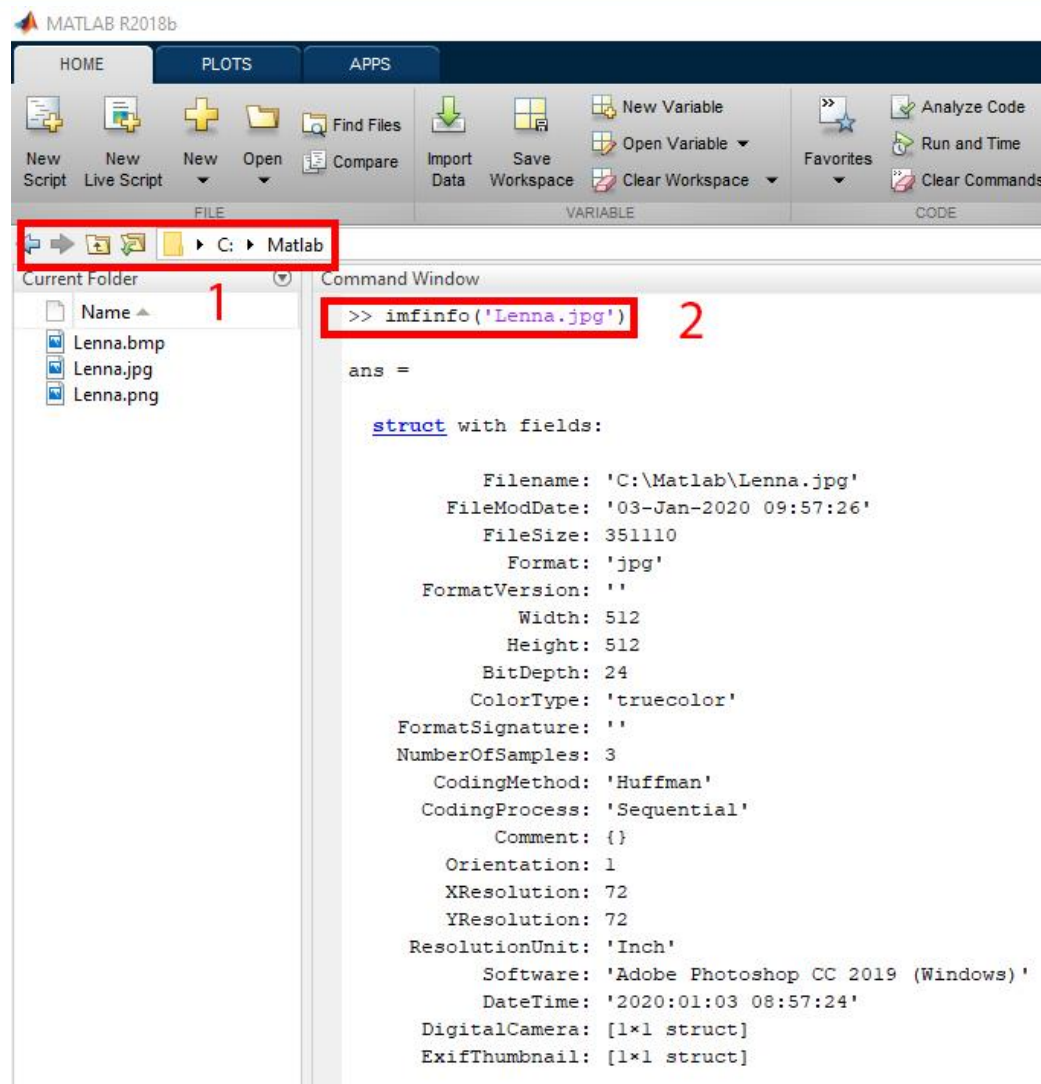 MATLAB R2018b
HOME PLOTS APPS
New Script
New Live Script
New
Open
Find Files
Compare
Import Data
Save Workspace
New Variable
Open Variable
Clear Workspace
Favorites
Analyze Code
Run and Time
Clear Commands
FILE VARIABLE CODE
C: Matlab
1
Current Folder
Name
Lenna.bmp
Lenna.jpg
Lenna.png
Command Window
>> imfinfo('Lenna.jpg')
2
ans =
struct with fields:
Filename: 'C:\Matlab\Lenna.jpg'
FileModDate: '03-Jan-2020 09:57:26'
FileSize: 351110
Format: 'jpg'
FormatVersion: ''
Width: 512
Height: 512
BitDepth: 24
ColorType: 'truecolor'
FormatSignature: ''
NumberOfSamples: 3
CodingMethod: 'Huffman'
CodingProcess: 'Sequential'
Comment: {}
Orientation: 1
XResolution: 72
YResolution: 72
ResolutionUnit: 'Inch'
Software: 'Adobe Photoshop CC 2019 (Windows)'
DateTime: '2020:01:03 08:57:24'
DigitalCamera: [1×1 struct]
ExifThumbnail: [1×1 struct]